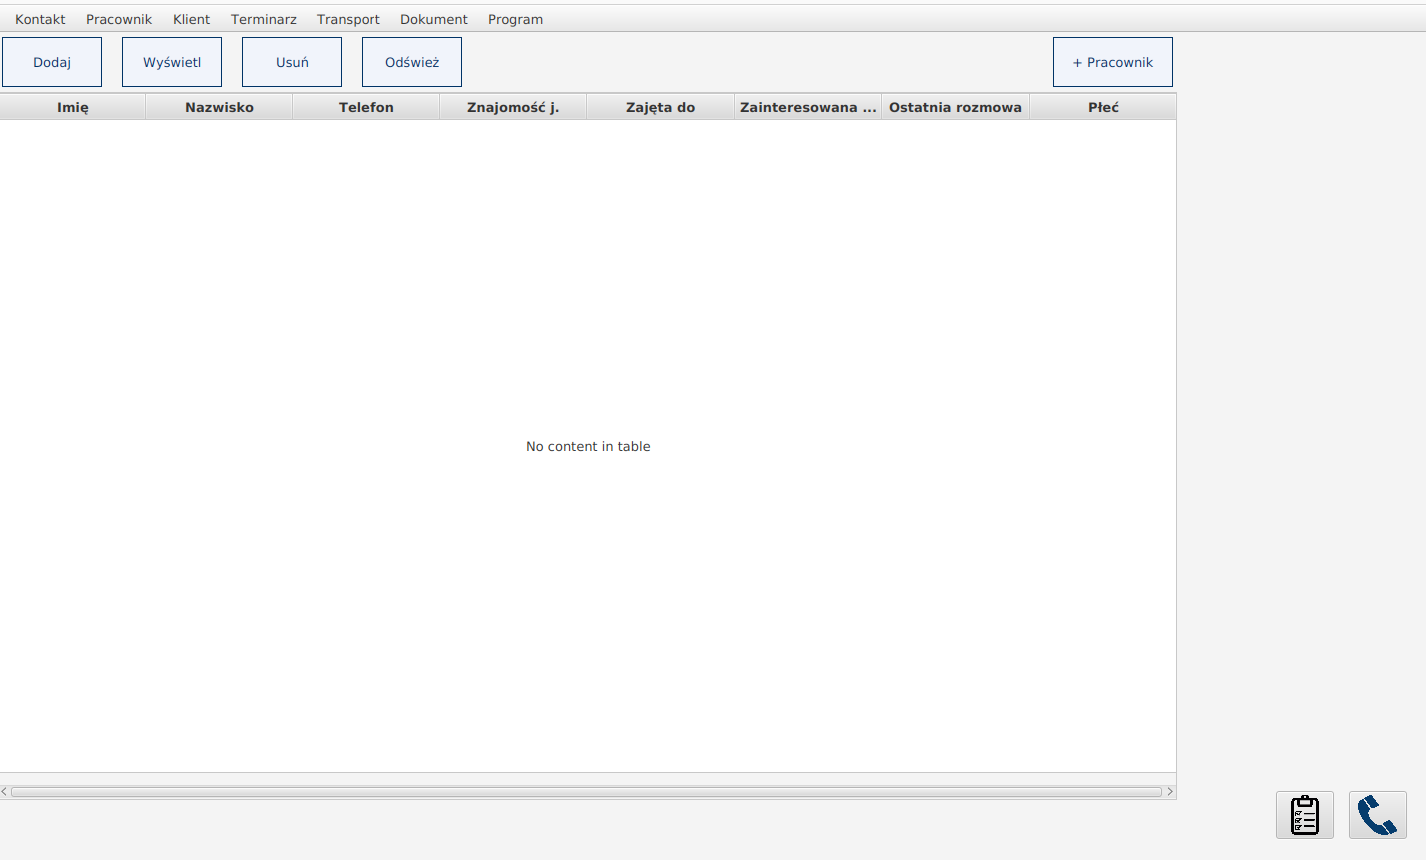 Kontakt Pracownik Klient Terminarz Transport Dokument Program
Dodaj Wyświetl Usuń Odśwież + Pracownik
Imię Nazwisko Telefon Znajomość j. Zajęta do Zainteresowana ... Ostatnia rozmowa Płeć
No content in table